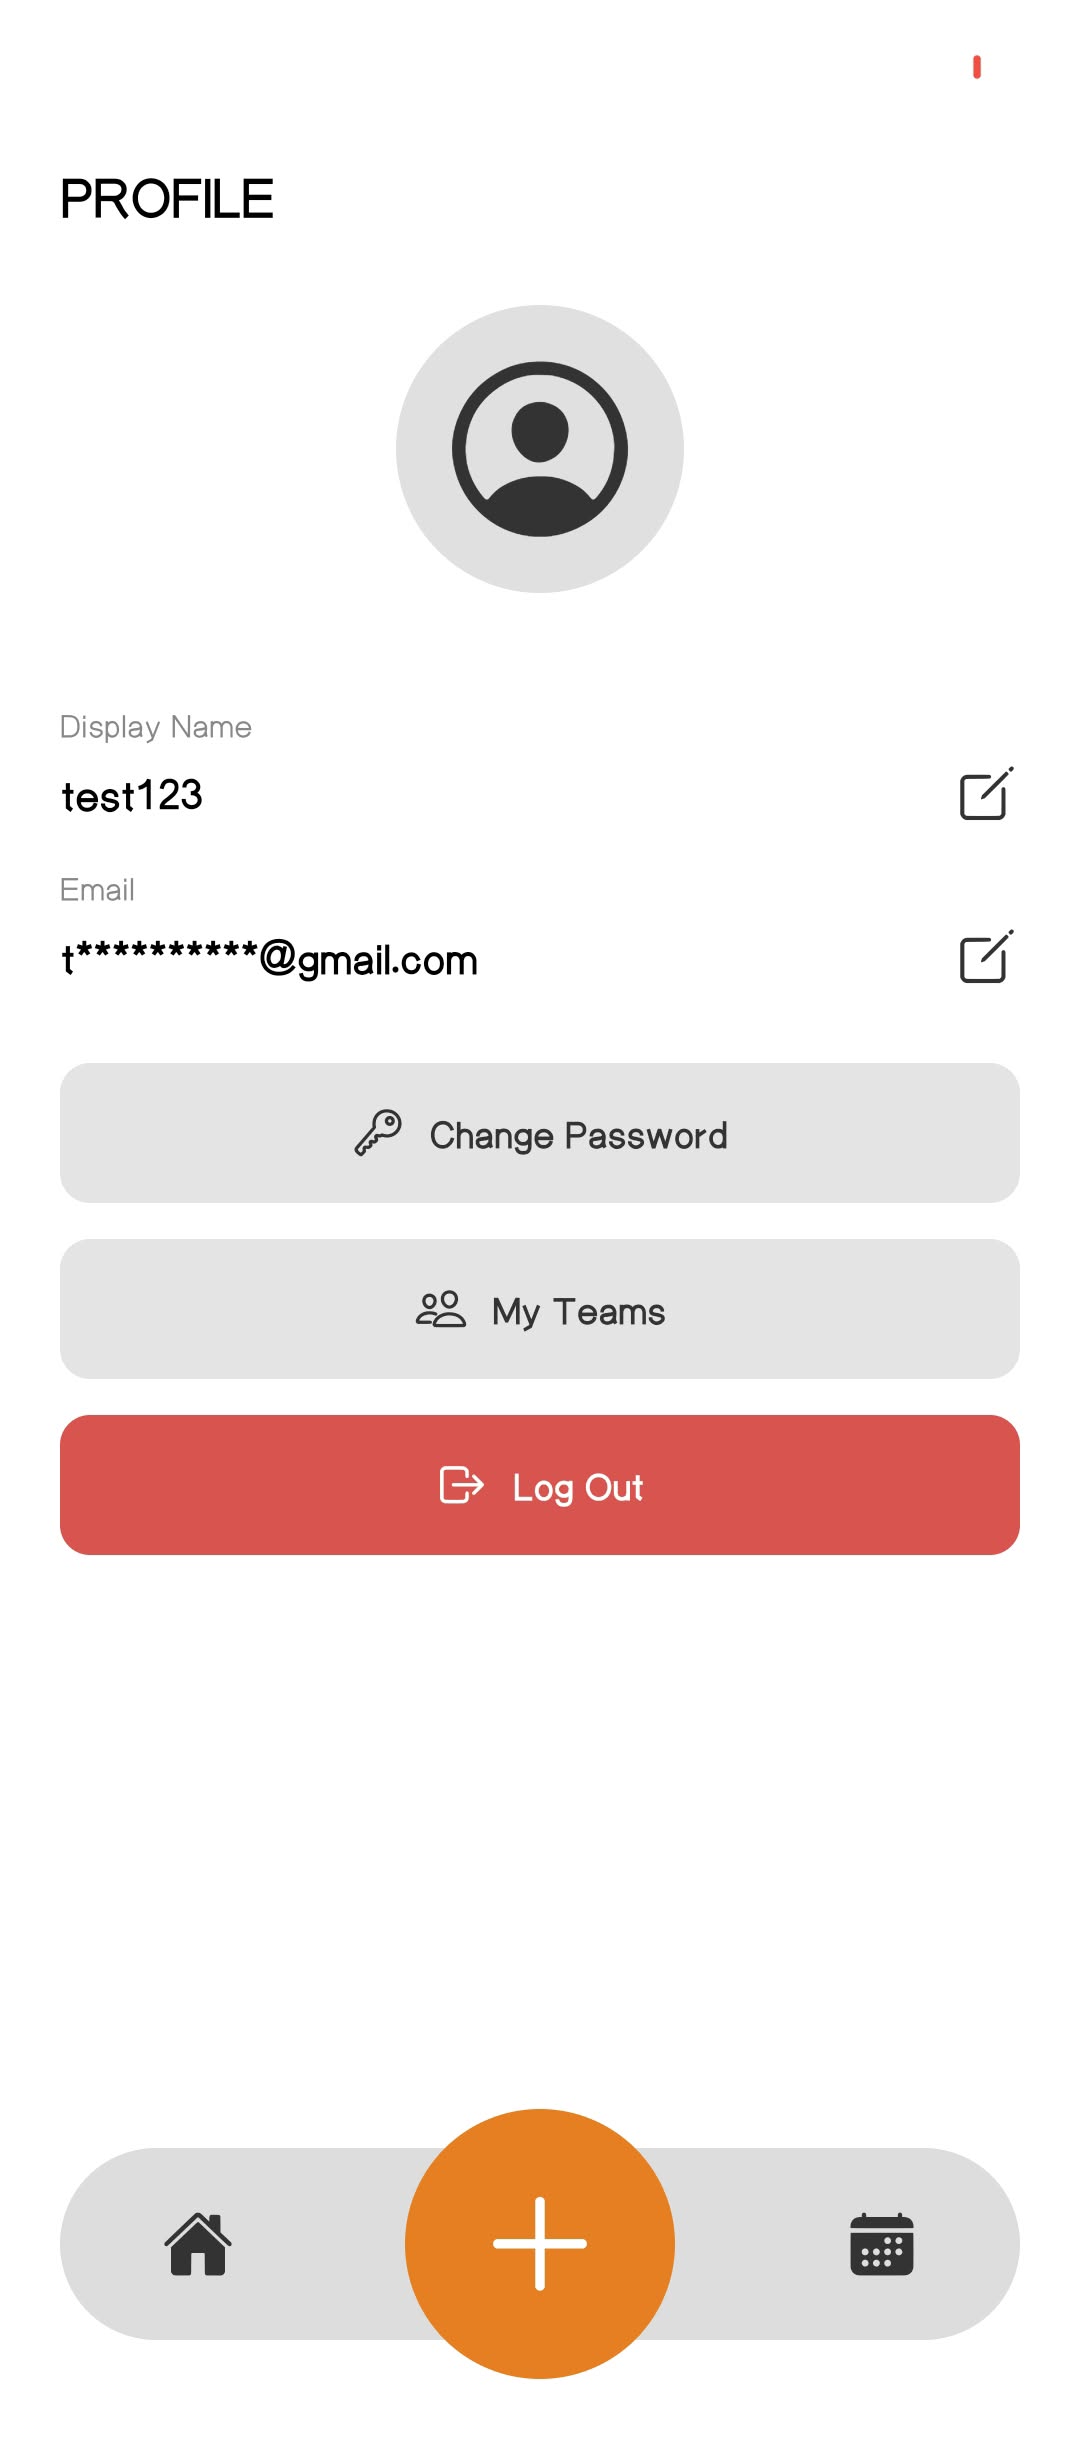 PROFILE
Display Name
test123
Email
t**********@gmail.com
Change Password
My Teams
Log Out